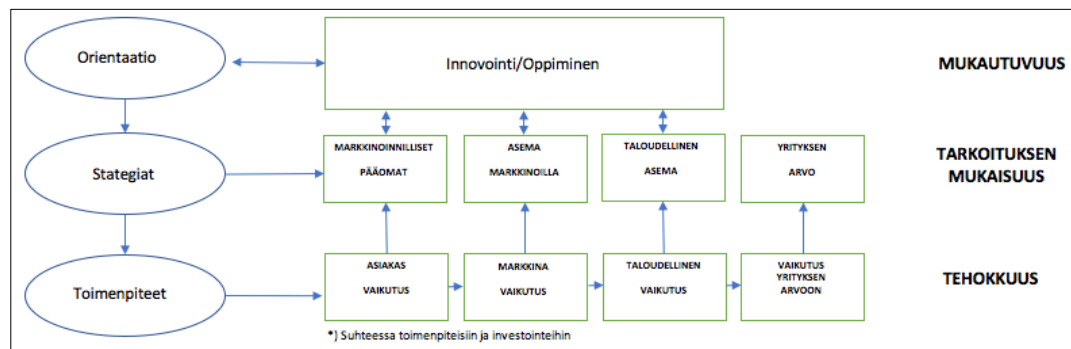 Orientaatio
Innovointi/Oppiminen
MUKAUTUVUUS
Stategiat
MARKKINOINNILLISET
PÄÄOMAT
ASEMA
MARKKINOILLA
TALOUDELLINEN
ASEMA
YRITYKSEN
ARVO
TARKOITUKSEN
MUKAISUUS
Toimenpiteet
ASIAKAS
VAIKUTUS
MARKKINA
VAIKUTUS
TALOUDELLINEN
VAIKUTUS
VAIKUTUS
YRITYKSEN
ARVOON
TEHOKKUUS
*) Suhteessa toimenpiteisiin ja investointeihin